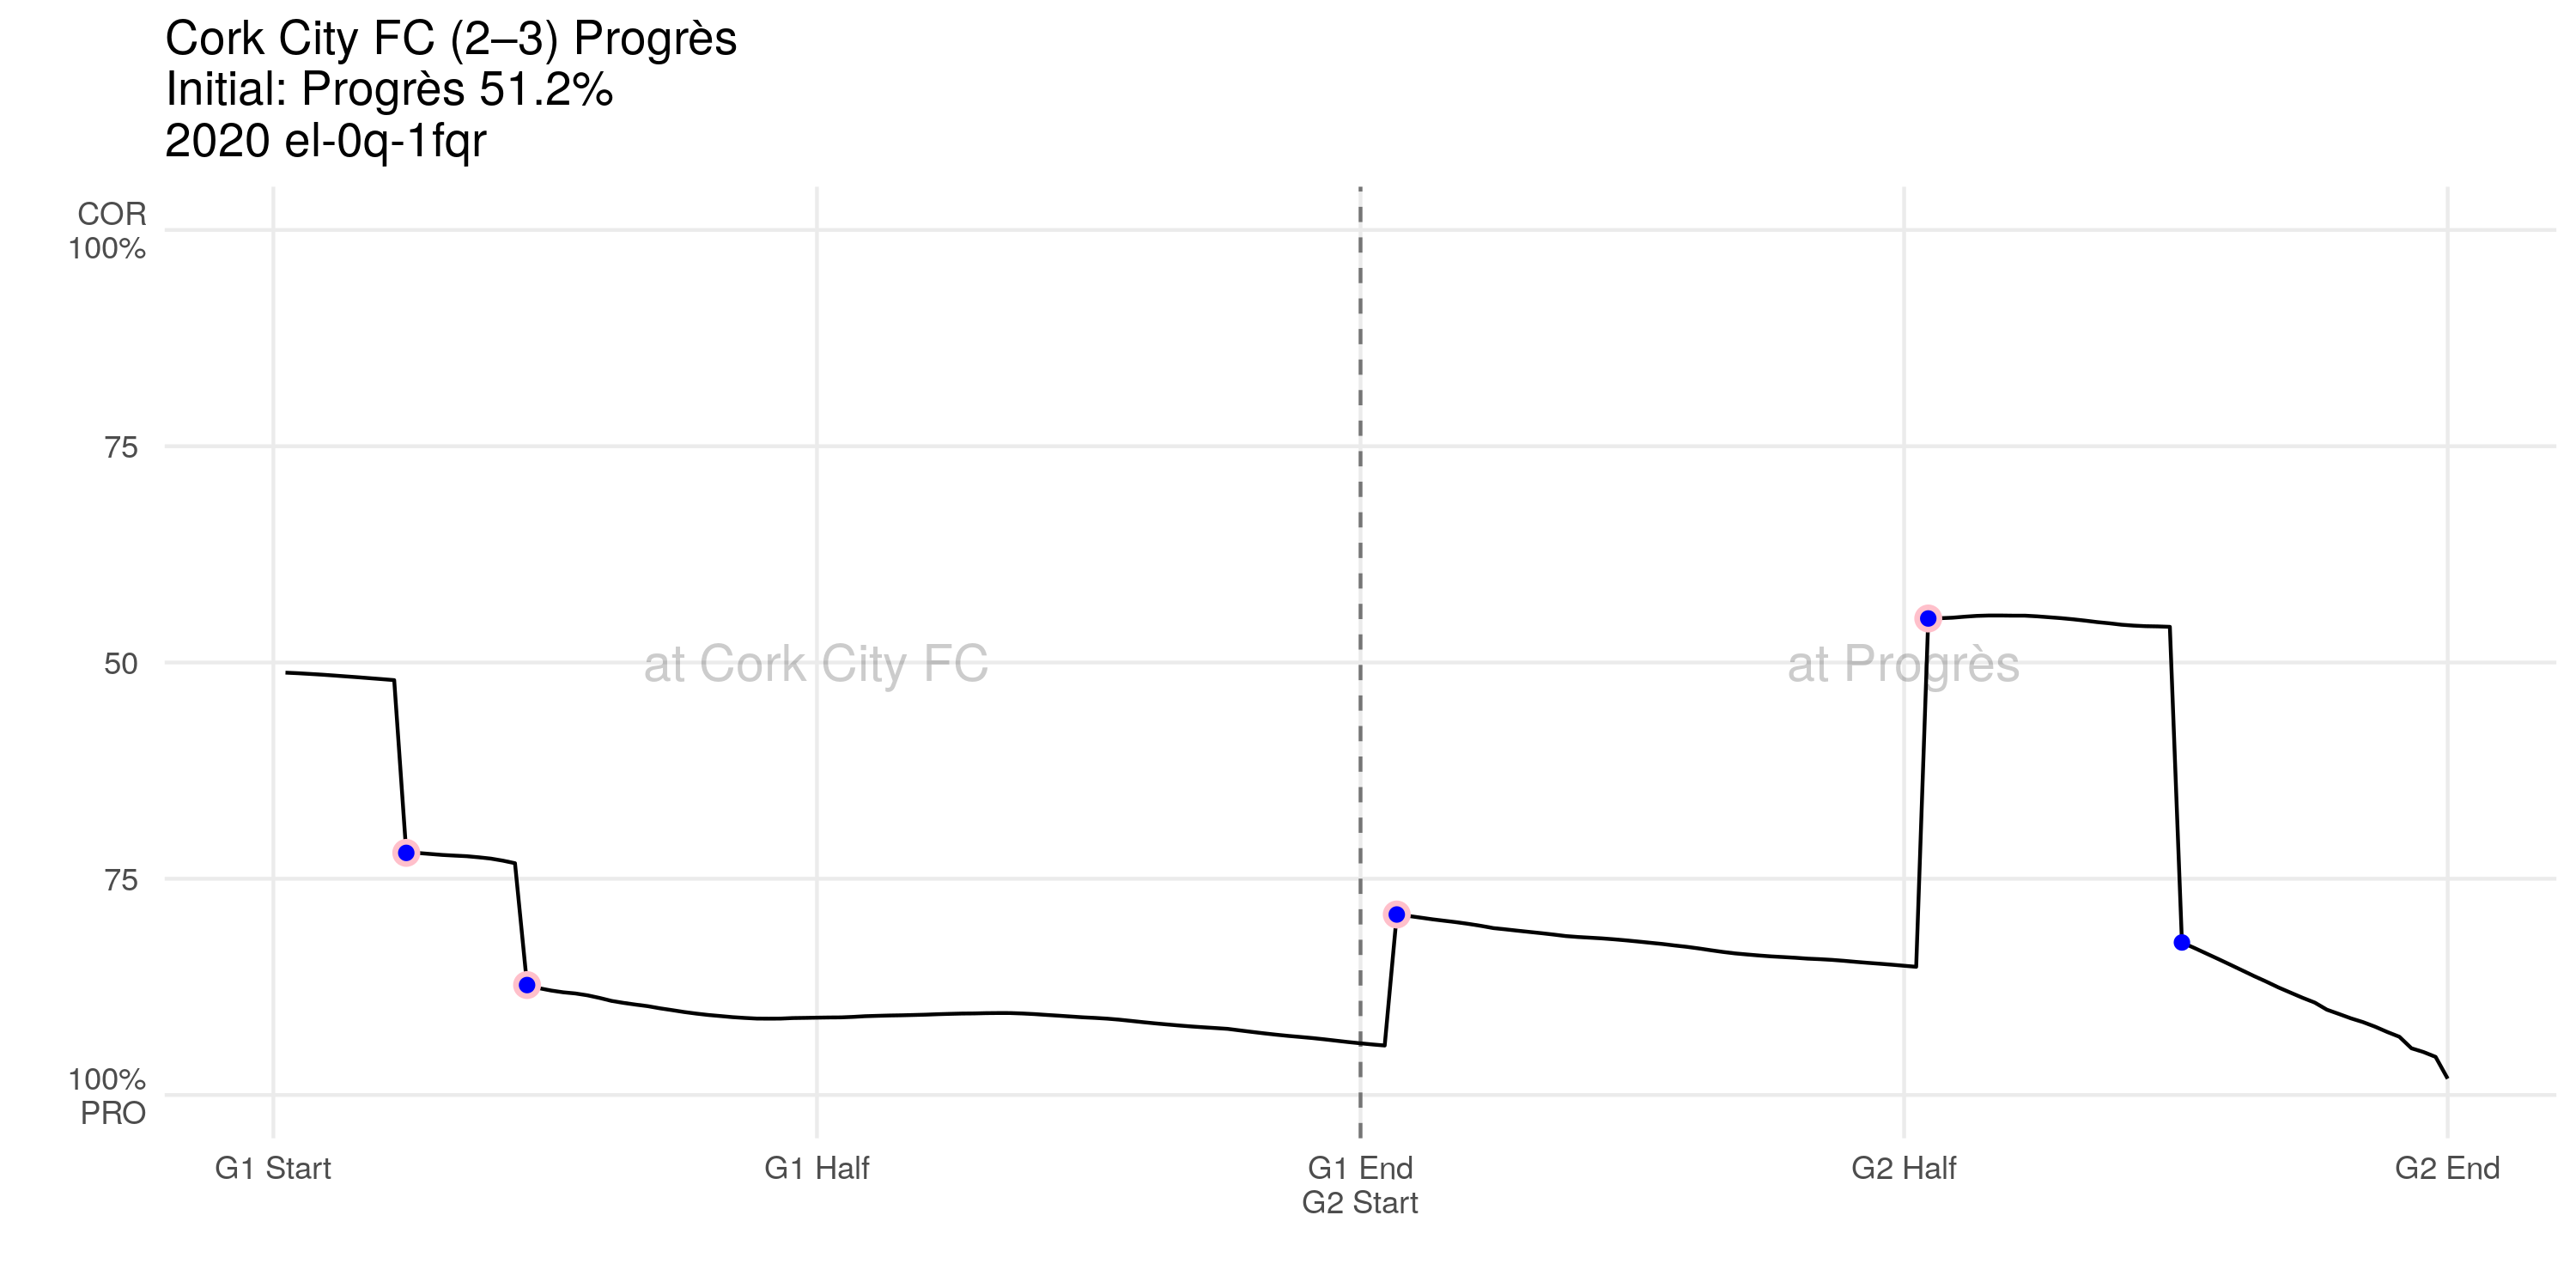 Cork City FC (2–3) Progrès
Initial: Progrès 51.2%
2020 el-0q-1fqr
COR
100%
75
50
75
100%
PRO
at Cork City FC
at Progrès
G1 Start
G1 Half
G1 End
G2 Start
G2 Half
G2 End